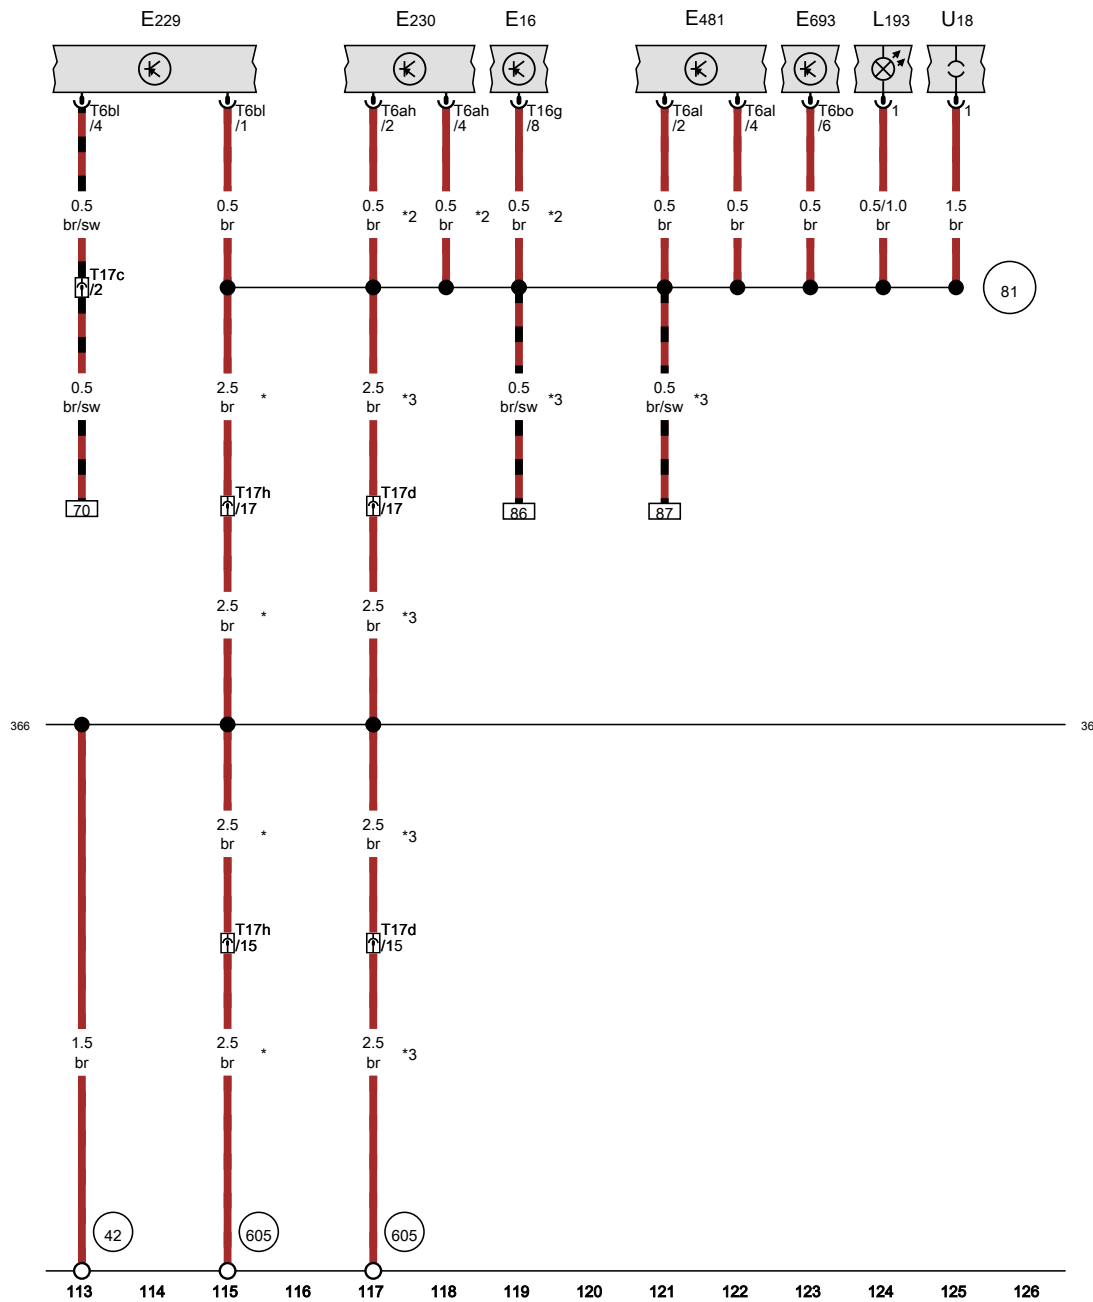 E229 E230 E16 E481 E693 L193 U18
T6bl T6bl T6ah T6ah T16g T6al T6al T6bo 1 1
/4 /1 /2 /4 /8 /2 /4 /6
0.5 0.5 0.5 0.5 0.5 0.5 0.5 0.5 0.5/1.0 1.5
br/sw br br *2 br *2 br *2 br br br br br
T17c
/2
81
0.5 2.5 2.5 0.5 0.5
br/sw br * br *3 br/sw *3 br/sw *3
T17h T17d
/17 /17
70 86 87
2.5 2.5
br * br *3
366 36
2.5 2.5
br * br *3
T17h T17d
/15 /15
1.5 2.5 2.5
br br * br *3
42 605 605
113 114 115 116 117 118 119 120 121 122 123 124 125 126